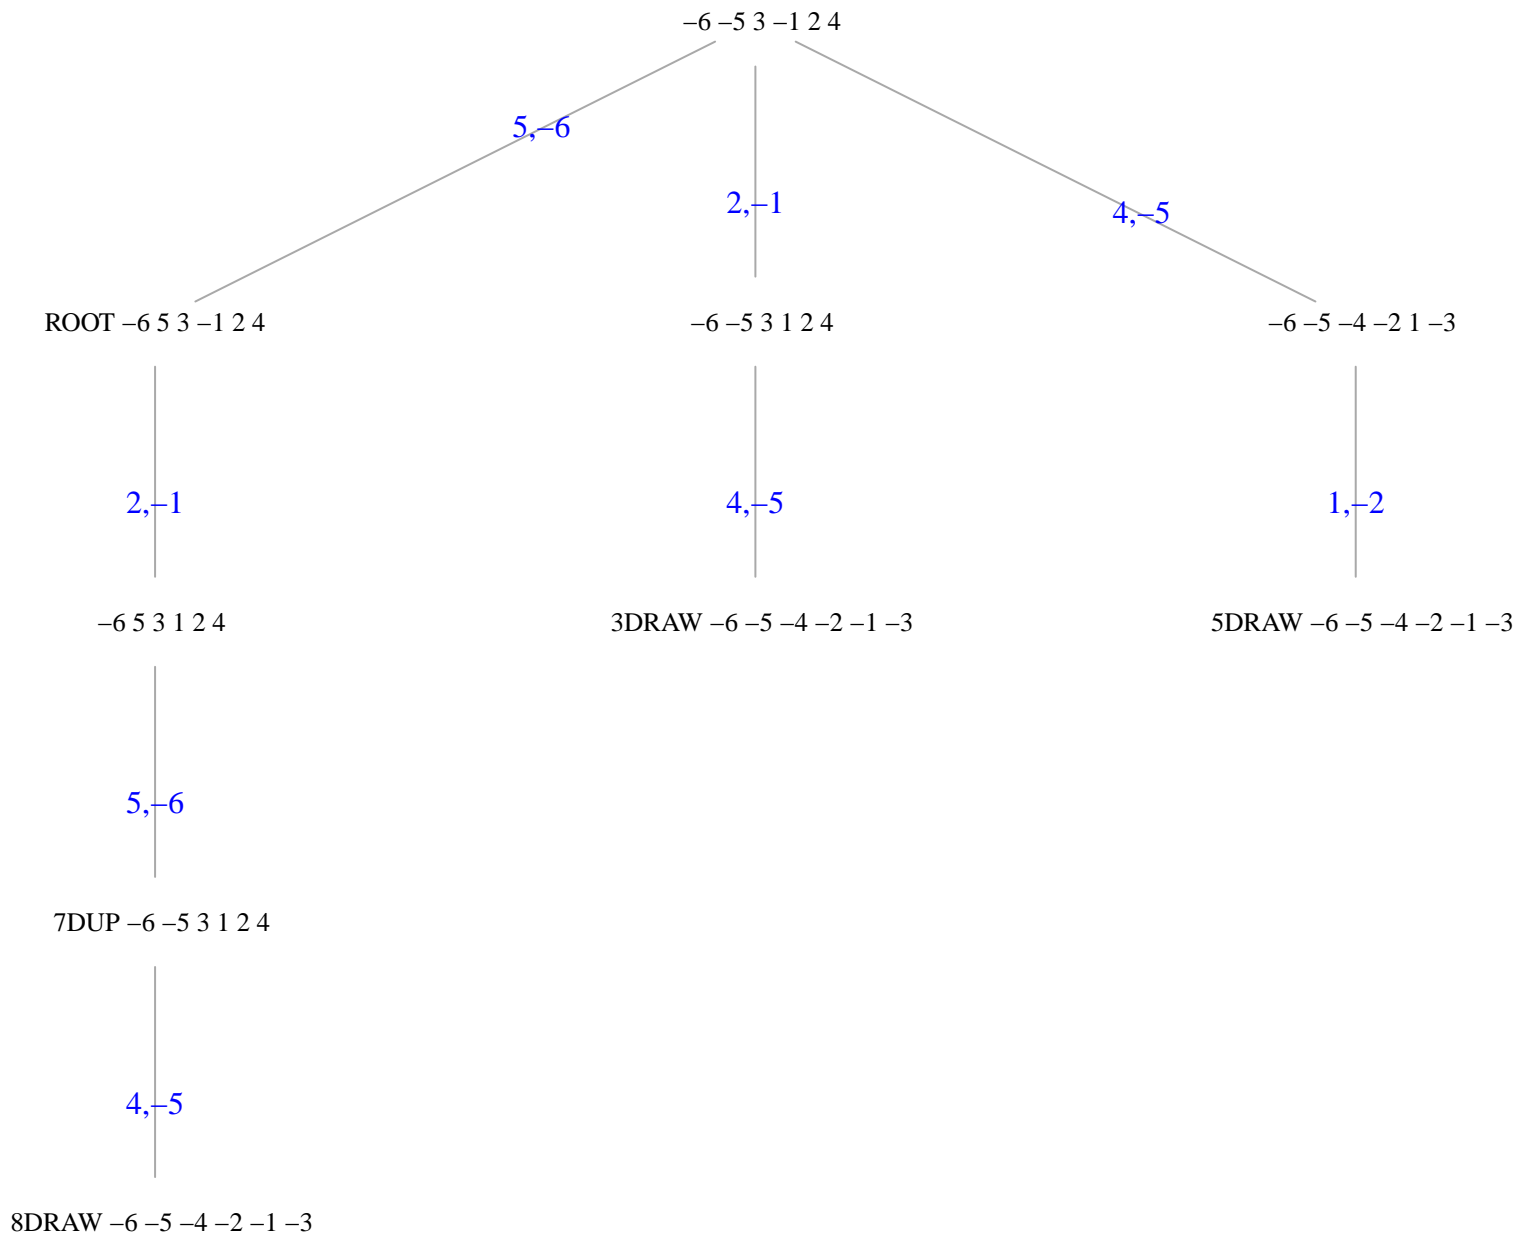 –6 –5 3 –1 2 4
5,–6
2,–1
4,–5
ROOT –6 5 3 –1 2 4
–6 –5 3 1 2 4
–6 –5 –4 –2 1 –3
2,–1
4,–5
1,–2
–6 5 3 1 2 4
3DRAW –6 –5 –4 –2 –1 –3
5DRAW –6 –5 –4 –2 –1 –3
5,–6
7DUP –6 –5 3 1 2 4
4,–5
8DRAW –6 –5 –4 –2 –1 –3